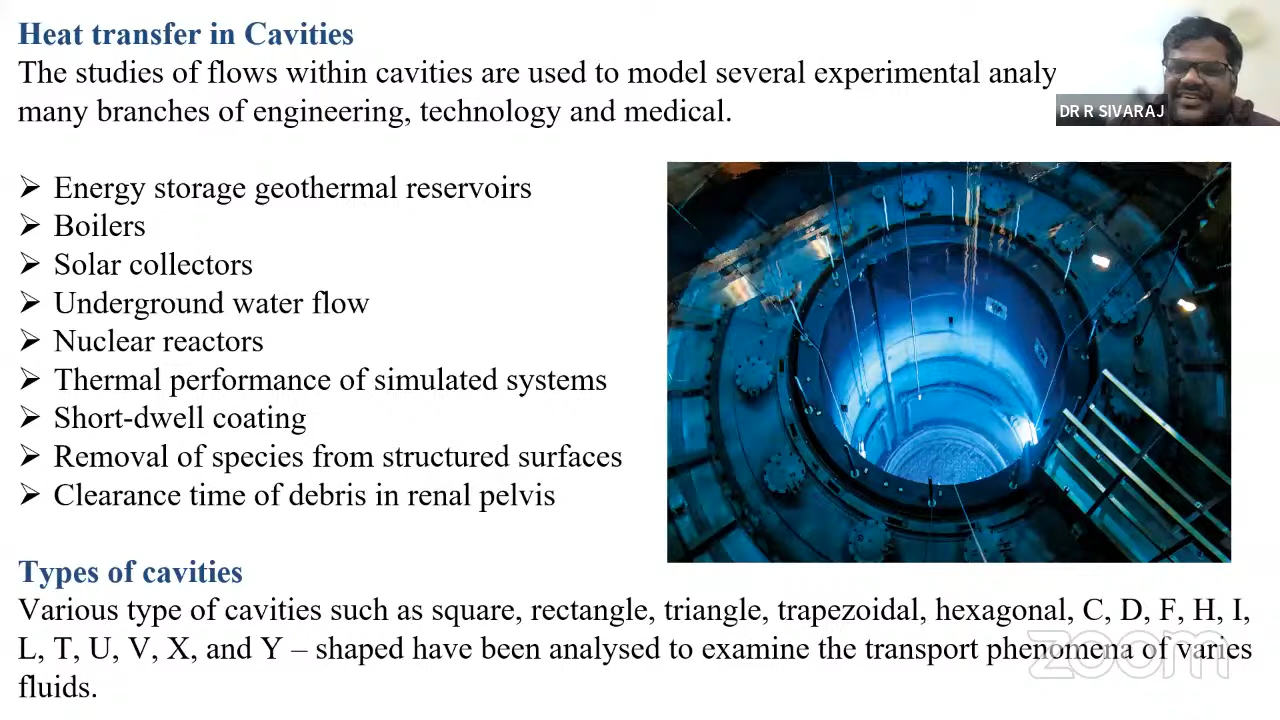 Heat transfer in Cavities
The studies of flows within cavities are used to model several experimental analy
many branches of engineering, technology and medical.
DR R SIVARAJ
➢ Energy storage geothermal reservoirs
➢ Boilers
➢ Solar collectors
➢ Underground water flow
➢ Nuclear reactors
➢ Thermal performance of simulated systems
➢ Short-dwell coating
➢ Removal of species from structured surfaces
➢ Clearance time of debris in renal pelvis
Types of cavities
Various type of cavities such as square, rectangle, triangle, trapezoidal, hexagonal, C, D, F, H, I,
L, T, U, V, X, and Y – shaped have been analysed to examine the transport phenomena of varies
fluids.
zoom